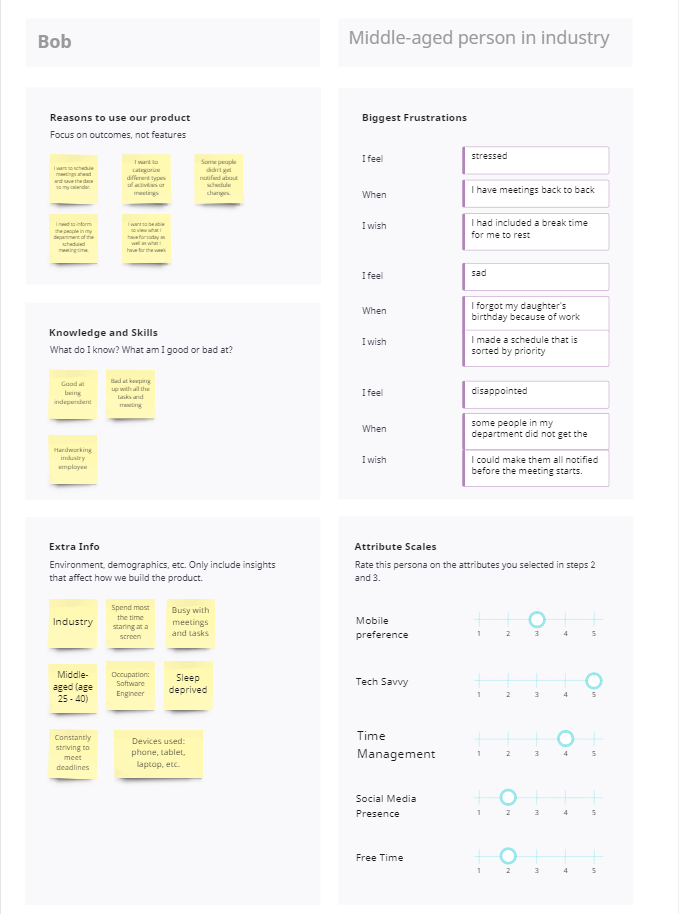 Bob
Middle-aged person in industry
Reasons to use our product
Focus on outcomes, not features
I want to schedule
meetings ahead
and save the date
to my calendar.
I want to
categorize
different types
of activities or
meetings
Some people
didn't get
notified about
schedule
changes.
I need to inform
the people in my
department of the
scheduled
meeting time.
I want to be able
to view what I
have for today as
well as what I
have for the week
Knowledge and Skills
What do I know? What am I good or bad at?
Good at
being
independent
Bad at keeping
up with all the
tasks and
meeting
Hardworking
industry
employee
Biggest Frustrations
I feel
stressed
When
I have meetings back to back
I wish
I had included a break time
for me to rest
I feel
sad
When
I forgot my daughter's
birthday because of work
I wish
I made a schedule that is
sorted by priority
I feel
disappointed
When
some people in my
department did not get the
I wish
I could make them all notified
before the meeting starts.
Extra Info
Environment, demographics, etc. Only include insights
that affect how we build the product.
Industry
Spend most
the time
staring at a
screen
Busy with
meetings
and tasks
Middle-
aged (age
25 - 40)
Occupation:
Software
Engineer
Sleep
deprived
Constantly
striving to
meet
deadlines
Devices used:
phone, tablet,
laptop, etc.
Attribute Scales
Rate this persona on the attributes you selected in steps 2
and 3.
Mobile
preference
1 2 3 4 5
Tech Savvy
1 2 3 4 5
Time
Management
1 2 3 4 5
Social Media
Presence
1 2 3 4 5
Free Time
1 2 3 4 5